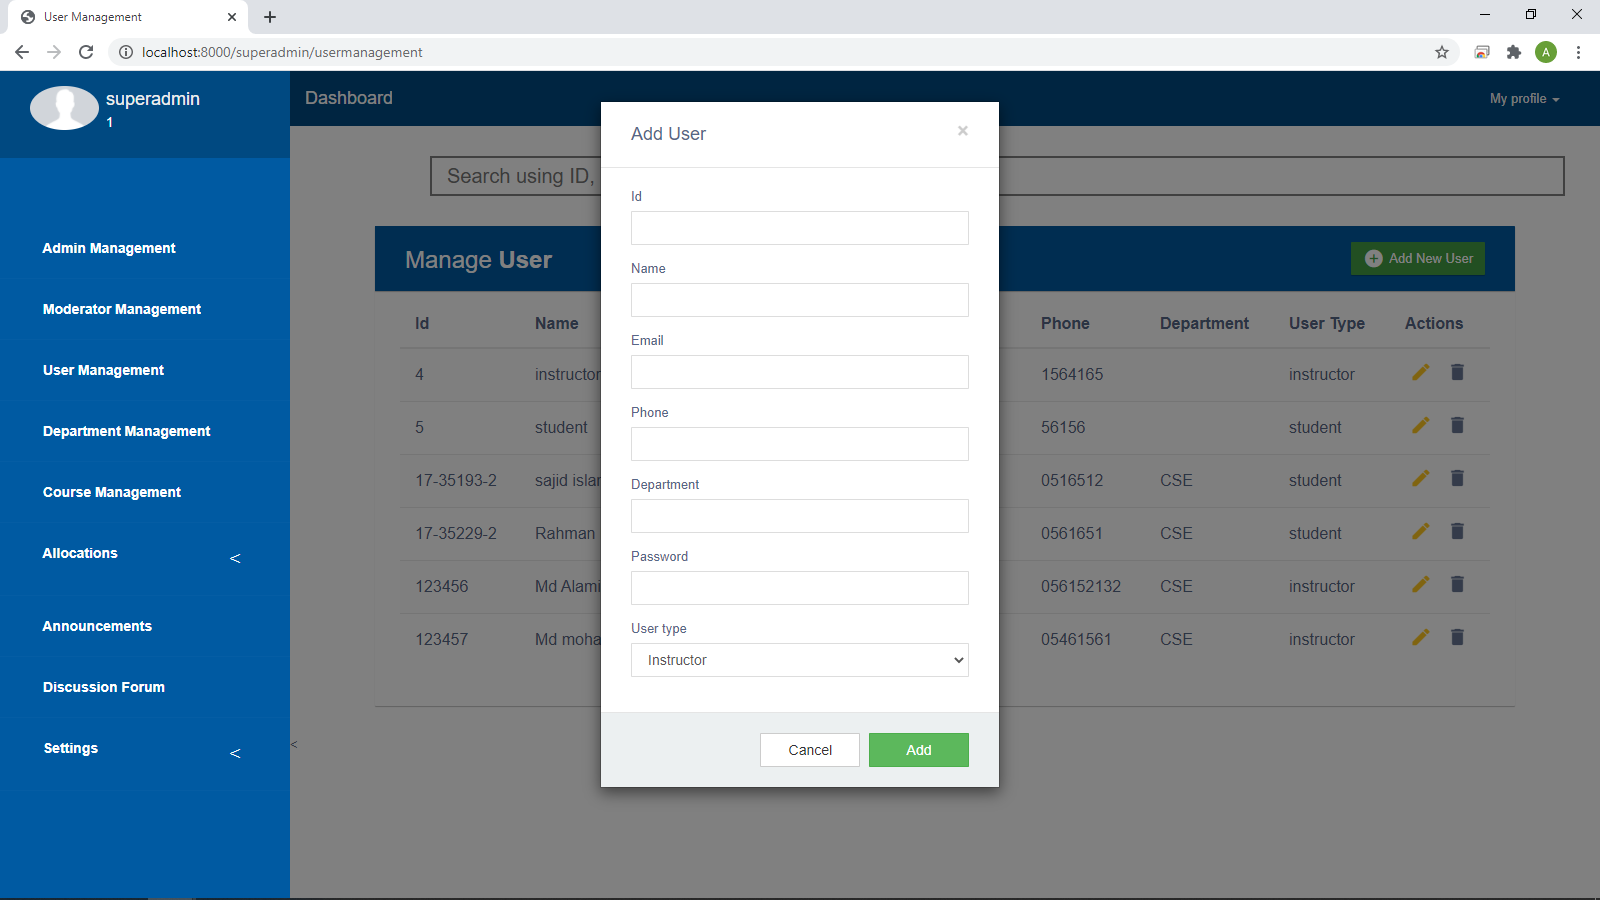 User Management
localhost:8000/superadmin/usermanagement
A
superadmin
1
Dashboard
My profile
Admin Management
Moderator Management
User Management
Department Management
Course Management
Allocations <
Announcements
Discussion Forum
Settings <
<
Search using ID,
Manage User
Add New User
Id Name Phone Department User Type Actions
4 instructor 1564165 instructor
5 student 56156 student
17-35193-2 sajid 0516512 CSE student
17-35229-2 Rahman 0561651 CSE student
123456 Md 056152132 CSE instructor
123457 Md 05461561 CSE instructor
Add User ×
Id
Name
Email
Phone
Department
Password
User type
Instructor
Cancel
Add